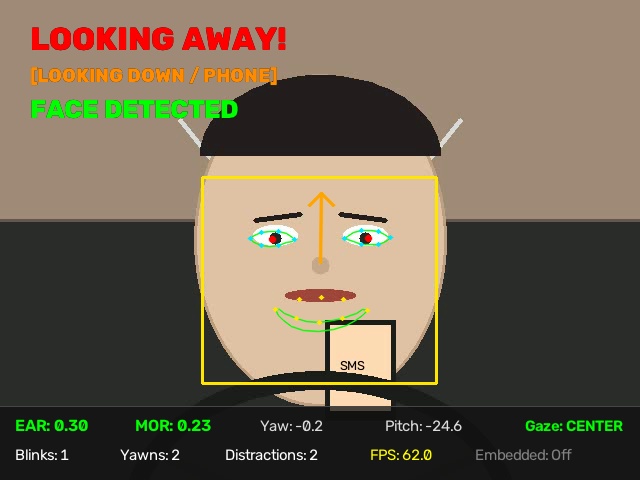 LOOKING AWAY!
[LOOKING DOWN / PHONE]
FACE DETECTED
SMS
EAR: 0.30 MOR: 0.23 Yaw: -0.2 Pitch: -24.6 Gaze: CENTER
Blinks: 1 Yawns: 2 Distractions: 2 FPS: 62.0 Embedded: Off